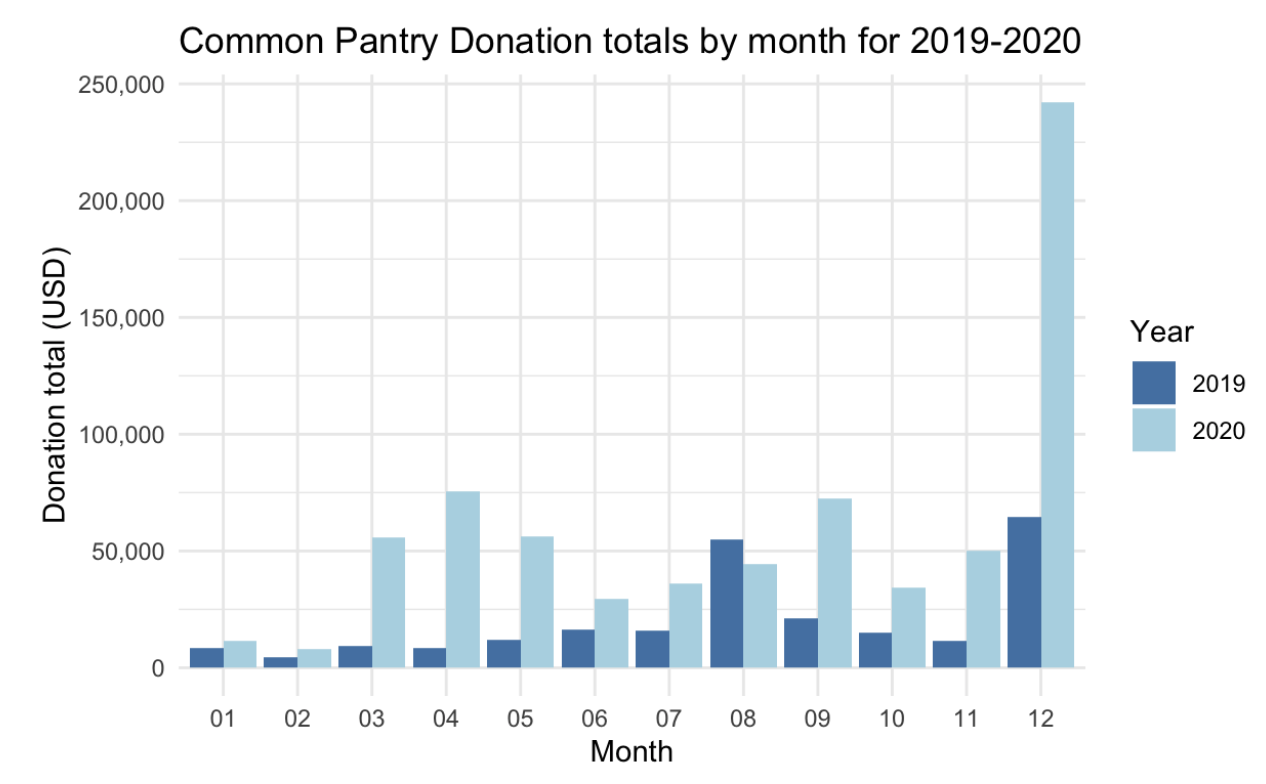 Common Pantry Donation totals by month for 2019-2020
Donation total (USD)
250,000
200,000
150,000
100,000
50,000
0
01 02 03 04 05 06 07 08 09 10 11 12
Month
Year
2019
2020